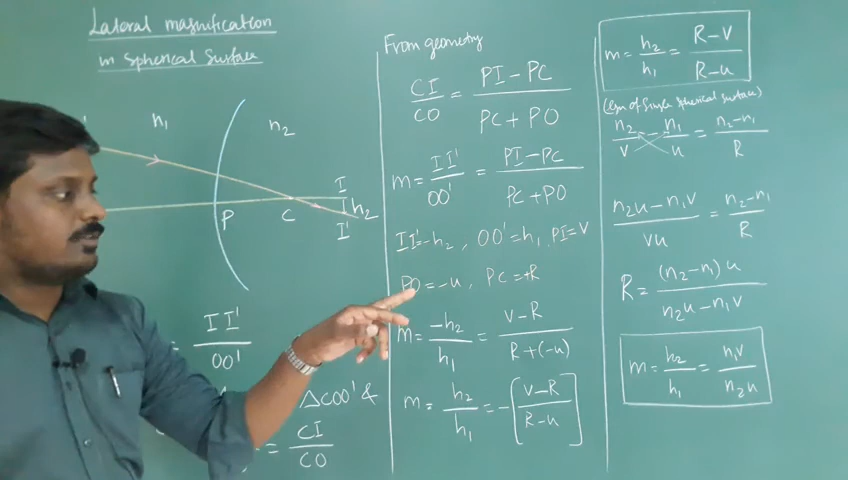 Lateral magnification
in Spherical Surface
n₁
n₂
P
C
I
h₂
I'
= II'/OO'
ΔCOO' &
= CI/CO
From geometry
CI/CO = PI-PC/PC+PO
m = II'/OO' = PI-PC/PC+PO
II'=-h₂, OO'=h₁, PI=V
PO=-u, PC=+R
m = -h₂/h₁ = V-R/R+(-u)
m = h₂/h₁ = -[V-R/R-u]
m = h₂/h₁ = R-V/R-u
(Eqn of Single Spherical surface)
n₂/V - n₁/u = n₂-n₁/R
n₂u-n₁V/Vu = n₂-n₁/R
R = (n₂-n₁)Vu/n₂u-n₁V
m = h₂/h₁ = n₁V/n₂u